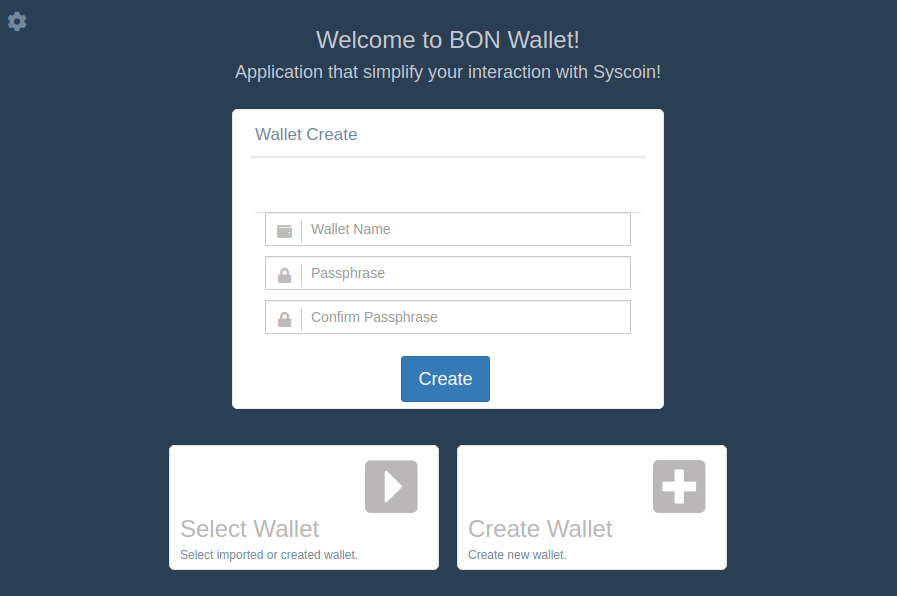 Welcome to BON Wallet!
Application that simplify your interaction with Syscoin!
Wallet Create
Wallet Name
Passphrase
Confirm Passphrase
Create
Select Wallet
Select imported or created wallet.
Create Wallet
Create new wallet.